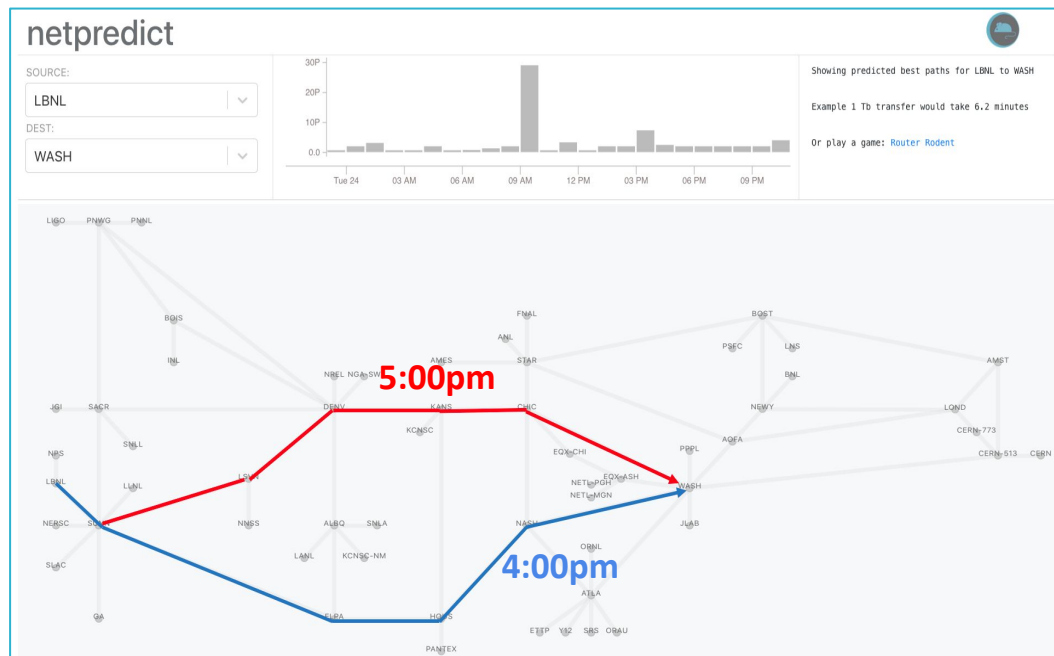 netpredict
SOURCE:
LBNL
DEST:
WASH
30P
20P
10P
0.0
Tue 24
03 AM
06 AM
09 AM
12 PM
03 PM
06 PM
09 PM
Showing predicted best paths for LBNL to WASH
Example 1 Tb transfer would take 6.2 minutes
Or play a game: Router Rodent
LIGO
PNWG
PNNL
BOIS
INL
FNAL
ANL
STAR
AMES
BOST
PSFC
LNS
BNL
AMST
NREL
NGA-SW
5:00pm
JGI
SACR
DENV
KANS
CHIC
NEWY
LOND
KCNSC
CERN-773
SNLL
AOFA
NPS
EQX-CHI
PPPL
CERN-513
CERN
LBNL
LLNL
LSVN
NETL-PGH
EQX-ASH
WASH
NETL-MGN
NERSC
NNSS
ALBQ
SNLA
NASH
JLAB
SLAC
LANL
KCNSC-NM
ORNL
4:00pm
ATLA
GA
ELPA
ETTP
Y12
SRS
ORAU
PANTEX